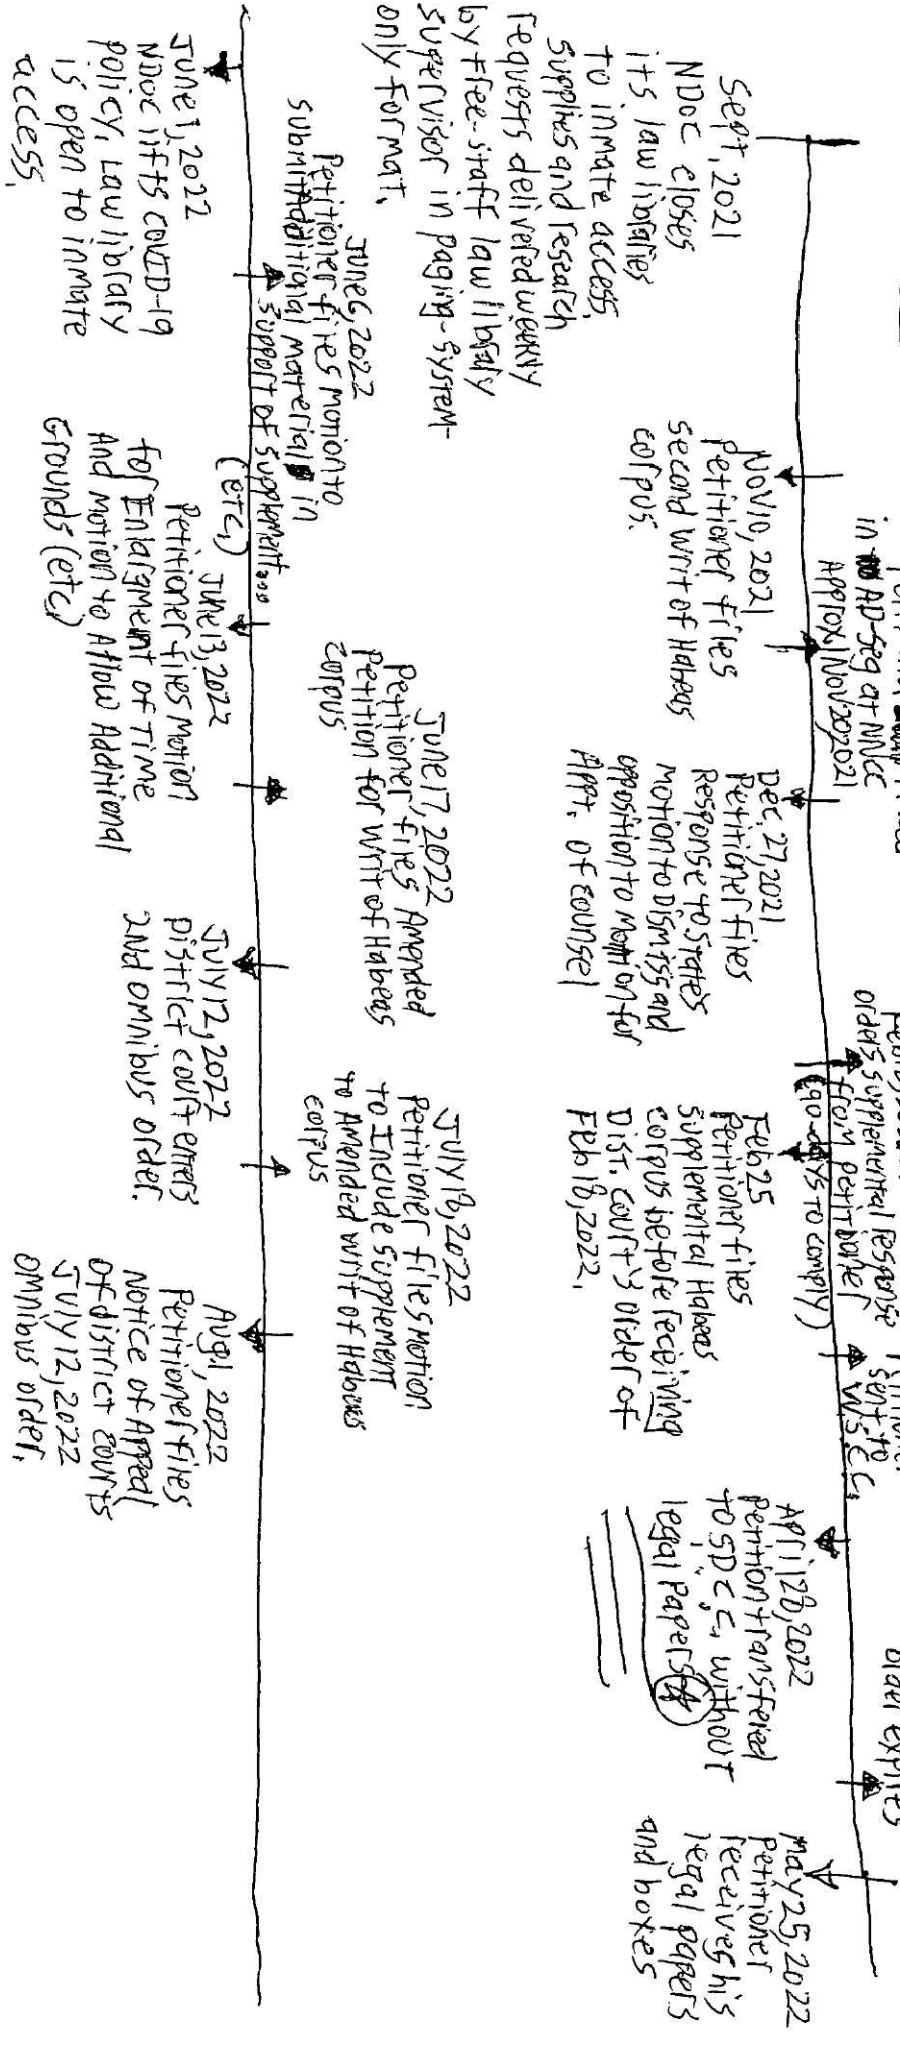 in AD-Seg at NNCC
Approx. Nov 20 2021
orders supplemental response
from petitioner
(90-days to comply)
sent to
W.S.C.C.
order expires
Sept, 2021
NDOC closes
its law libraries
to inmate access,
supplies and research
requests delivered weekly
by free-staff law library
supervisor in paging-system-
only format.
Nov 10, 2021
Petitioner files
second writ of Habeas
corpus.
Dec. 27, 2021
Petitioner files
Response to State's
Motion to Dismiss and
opposition to Motion for
Appt. of counsel
Feb 25
Petitioner files
Supplemental Habeas
corpus before receiving
Dist. Court's order of
Feb 18, 2022.
April 28, 2022
Petition transferred
to SDCC. without
legal Papers
May 25, 2022
Petitioner
receives his
legal papers
and boxes
June 6, 2022
Petitioner files Motion to
submit additional material in
support of supplement...
(etc.)
June 17, 2022
Petitioner files Amended
Petition for Writ of Habeas
corpus
July 18, 2022
Petitioner files Motion
to Include supplement
to Amended writ of Habeas
corpus
June 1, 2022
NDOC lifts COVID-19
Policy, Law library
is open to inmate
access.
June 13, 2022
Petitioner files Motion
for Enlargment of Time
And Motion to Allow Additional
Grounds (etc.)
July 12, 2022
District court enters
2nd omnibus order.
Aug 1, 2022
Petitioner files
Notice of Appeal
of district courts
July 12, 2022
omnibus order.